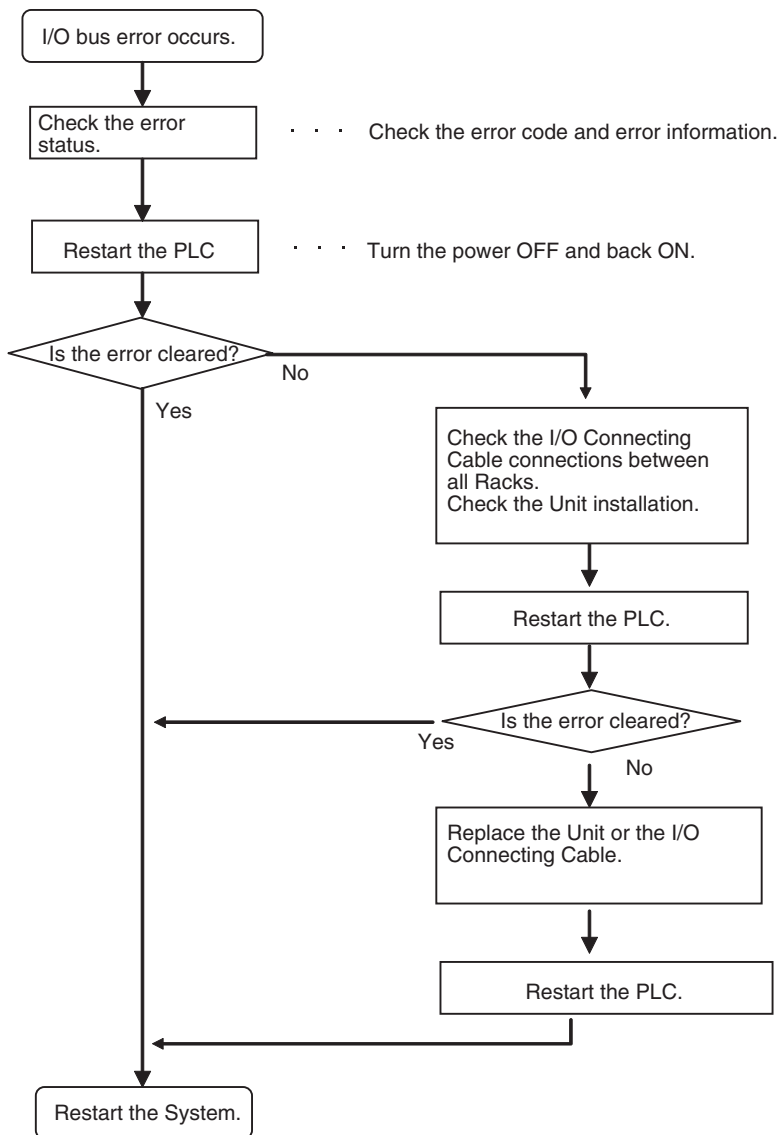 I/O bus error occurs.
Check the error
status.
· · · Check the error code and error information.
Restart the PLC
· · · Turn the power OFF and back ON.
Is the error cleared?
No
Yes
Check the I/O Connecting
Cable connections between
all Racks.
Check the Unit installation.
Restart the PLC.
Is the error cleared?
Yes
No
Replace the Unit or the I/O
Connecting Cable.
Restart the PLC.
Restart the System.